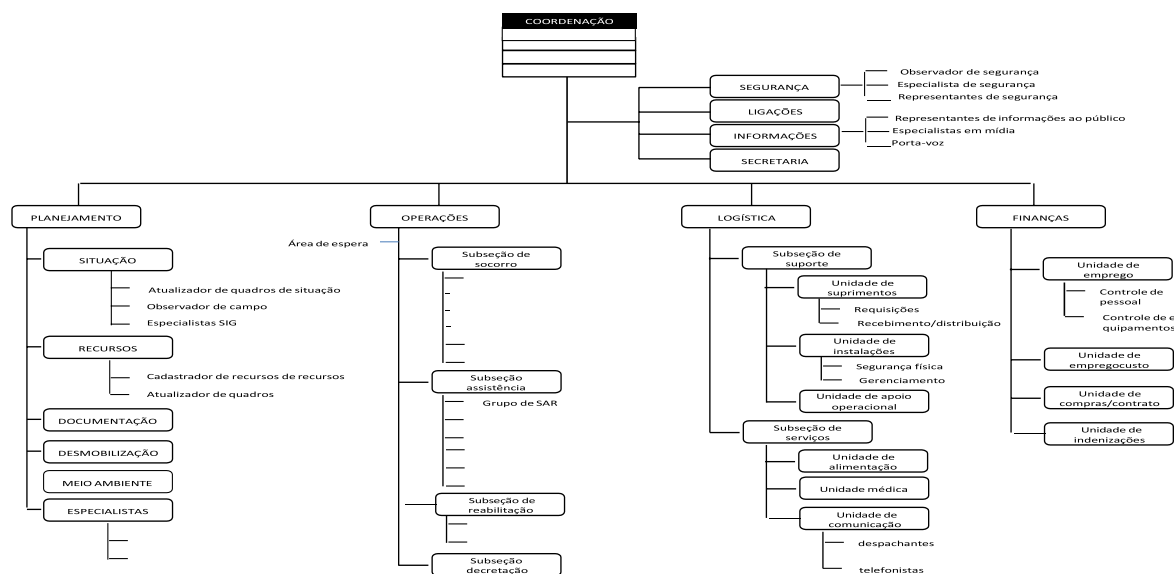 COORDENAÇÃO
SEGURANÇA
Observador de segurança
Especialista de segurança
Representantes de segurança
LIGAÇÕES
INFORMAÇÕES
Representantes de informações ao público
Especialistas em mídia
Porta-voz
SECRETARIA
PLANEJAMENTO
SITUAÇÃO
Atualizador de quadros de situação
Observador de campo
Especialistas SIG
RECURSOS
Cadastrador de recursos de recursos
Atualizador de quadros
DOCUMENTAÇÃO
DESMOBILIZAÇÃO
MEIO AMBIENTE
ESPECIALISTAS
OPERAÇÕES
Área de espera
Subseção de
socorro
Subseção
assistência
Grupo de SAR
Subseção de
reabilitação
Subseção
decretação
LOGÍSTICA
Subseção de
suporte
Unidade de
suprimentos
Requisições
Recebimento/distribuição
Unidade de
instalações
Segurança física
Gerenciamento
Unidade de apoio
operacional
Subseção de
serviços
Unidade de
alimentação
Unidade médica
Unidade de
comunicação
despachantes
telefonistas
FINANÇAS
Unidade de
emprego
Controle de
pessoal
Controle de e
quipamentos
Unidade de
empregocusto
Unidade de
compras/contrato
Unidade de
indenizações